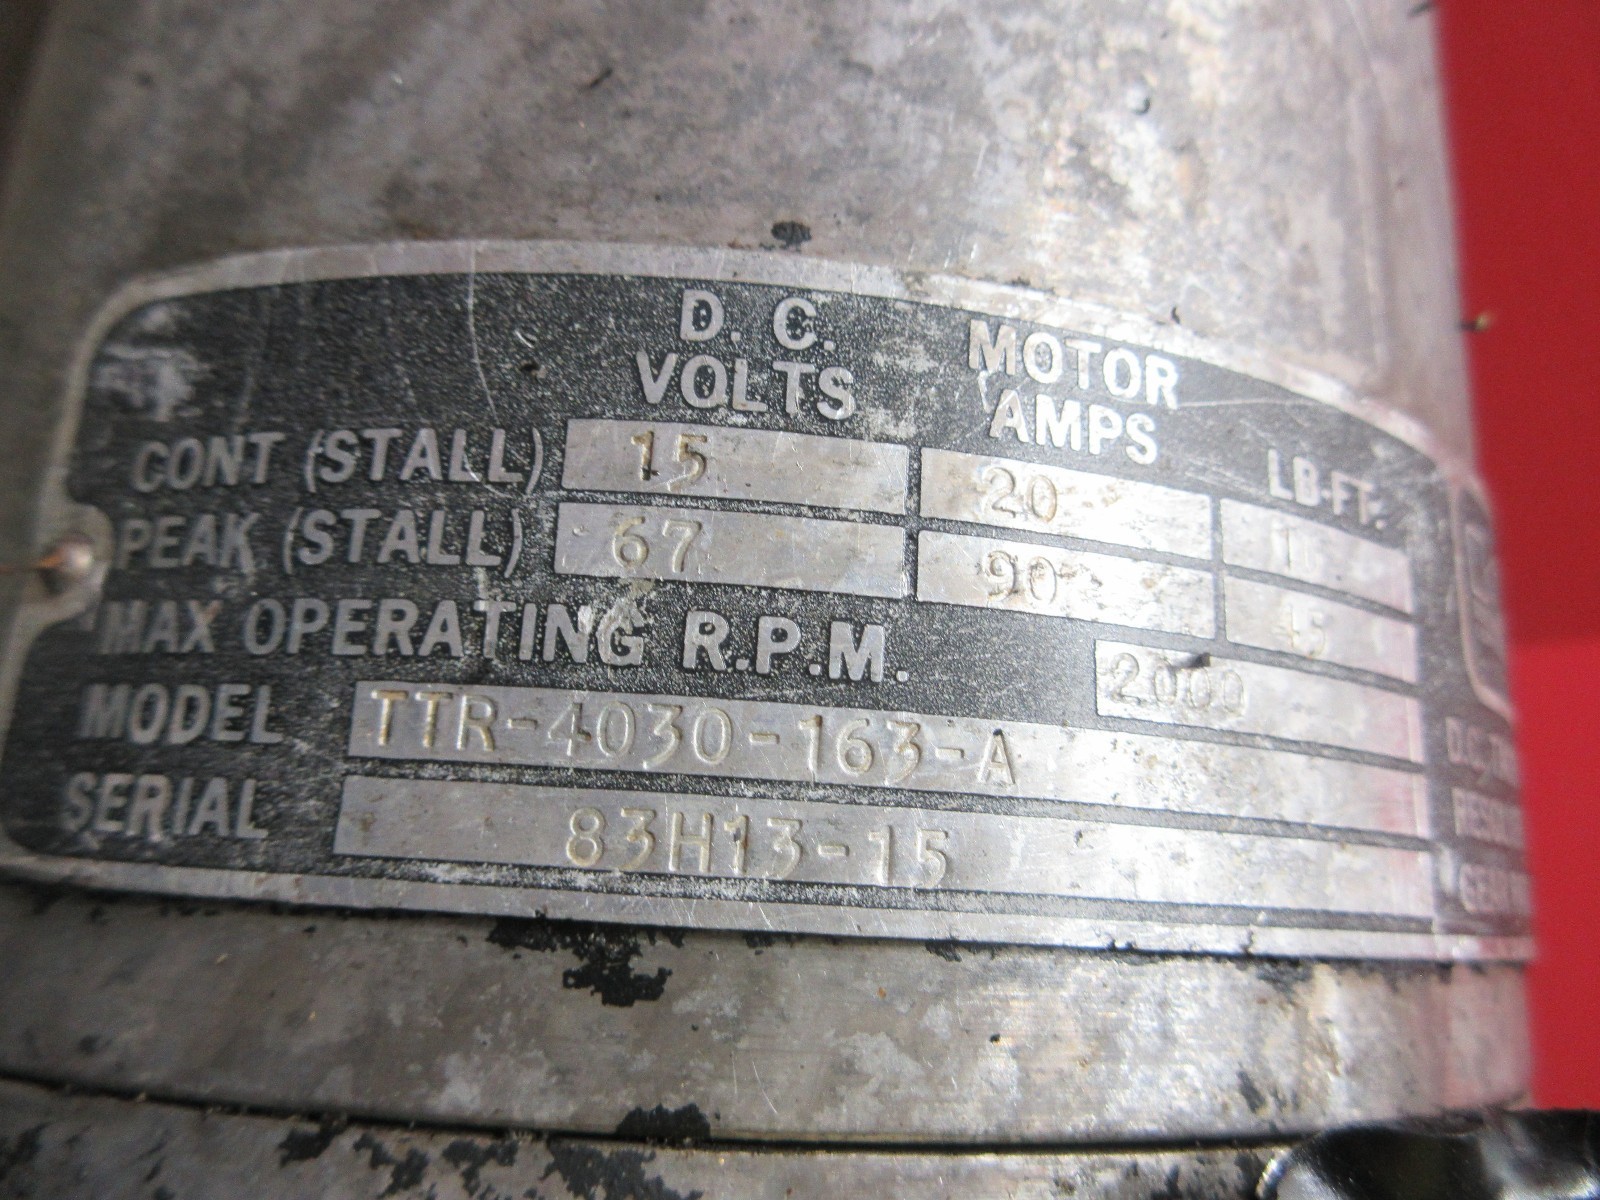 D. C.
VOLTS
MOTOR
AMPS
LB-FT.
CONT (STALL) 15 20
PEAK (STALL) 67 90 45
MAX OPERATING R.P.M. 2000
MODEL TTR-4030-163-A
SERIAL 83H13-15
D.C.